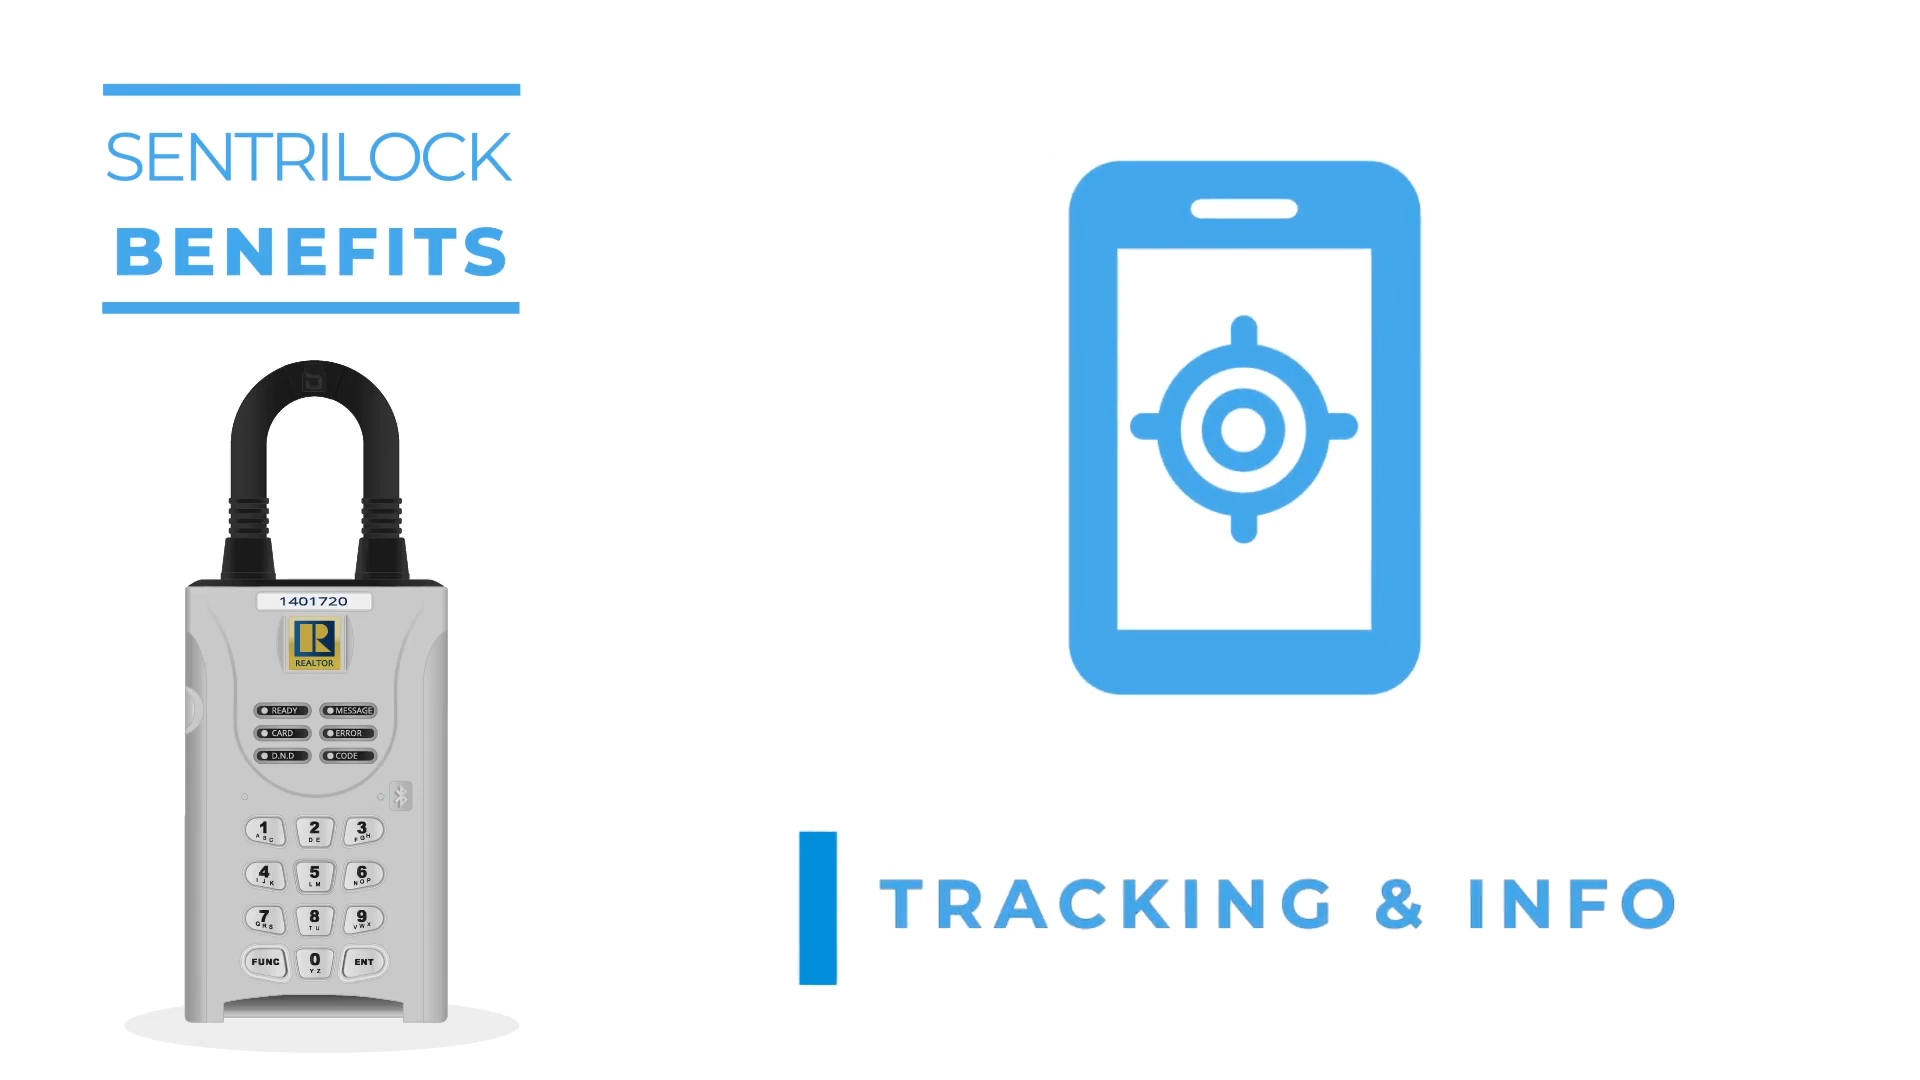 SENTRILOCK
BENEFITS
1401720
R
REALTOR
READY MESSAGE
CARD ERROR
D.N.D CODE
1 2 3
A B C D E F G H
4 5 6
I J K L M N O P
7 8 9
Q R S T U V W X
FUNC 0 ENT
Y Z
TRACKING & INFO